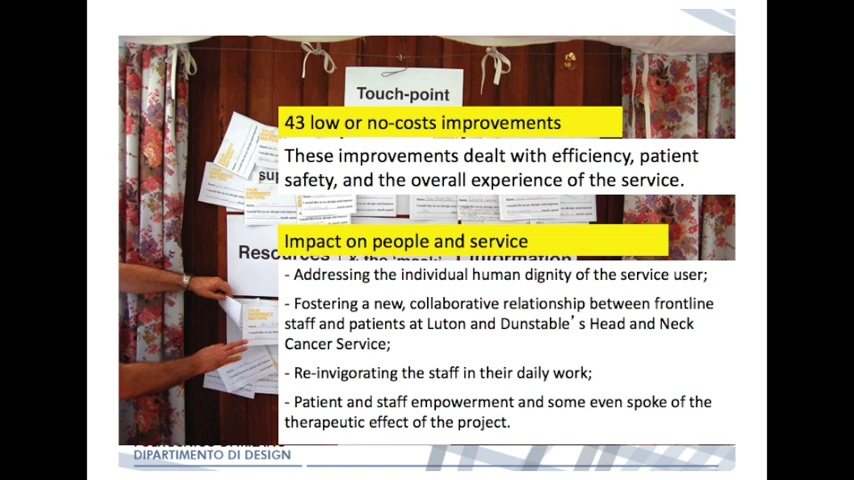 Touch-point
43 low or no-costs improvements
These improvements dealt with efficiency, patient
safety, and the overall experience of the service.
Impact on people and service
- Addressing the individual human dignity of the service user;
- Fostering a new, collaborative relationship between frontline
staff and patients at Luton and Dunstable's Head and Neck
Cancer Service;
- Re-invigorating the staff in their daily work;
- Patient and staff empowerment and some even spoke of the
therapeutic effect of the project.
DIPARTIMENTO DI DESIGN